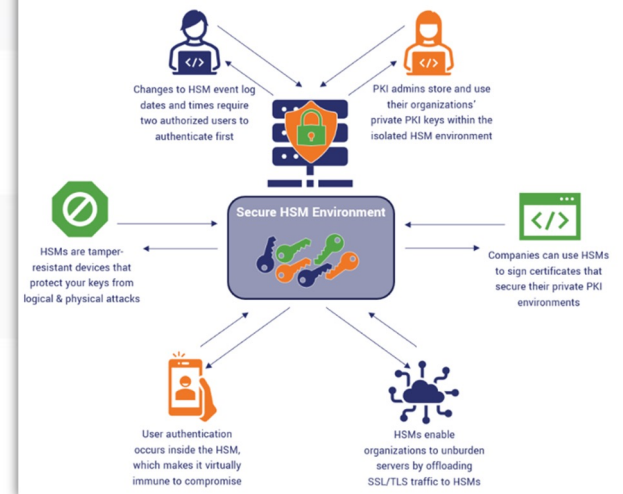 </>
</>
Changes to HSM event log
dates and times require
two authorized users to
authenticate first
PKI admins store and use
their organizations'
private PKI keys within the
isolated HSM environment
Secure HSM Environment
</>
HSMs are tamper-
resistant devices that
protect your keys from
logical & physical attacks
Companies can use HSMs
to sign certificates that
secure their private PKI
environments
User authentication
occurs inside the HSM,
which makes it virtually
immune to compromise
HSMs enable
organizations to unburden
servers by offloading
SSL/TLS traffic to HSMs